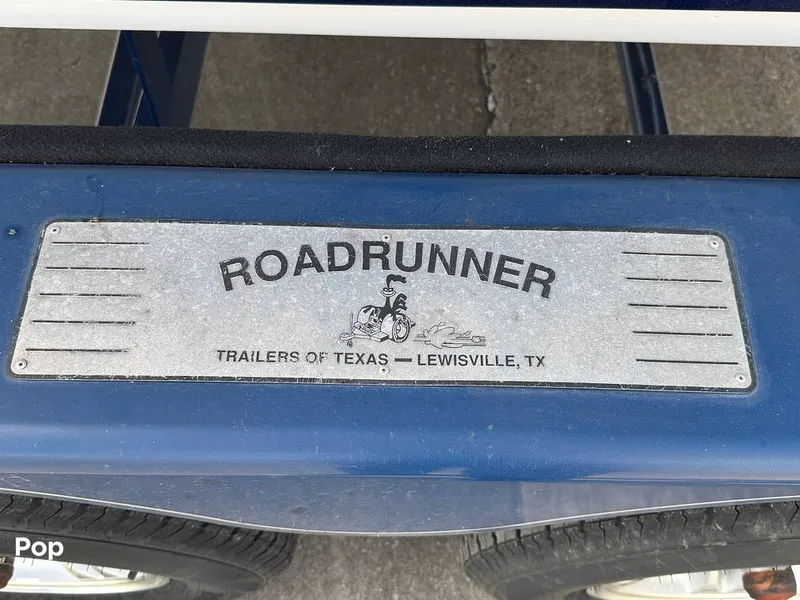 ROADRUNNER
TRAILERS OF TEXAS — LEWISVILLE, TX
Pop